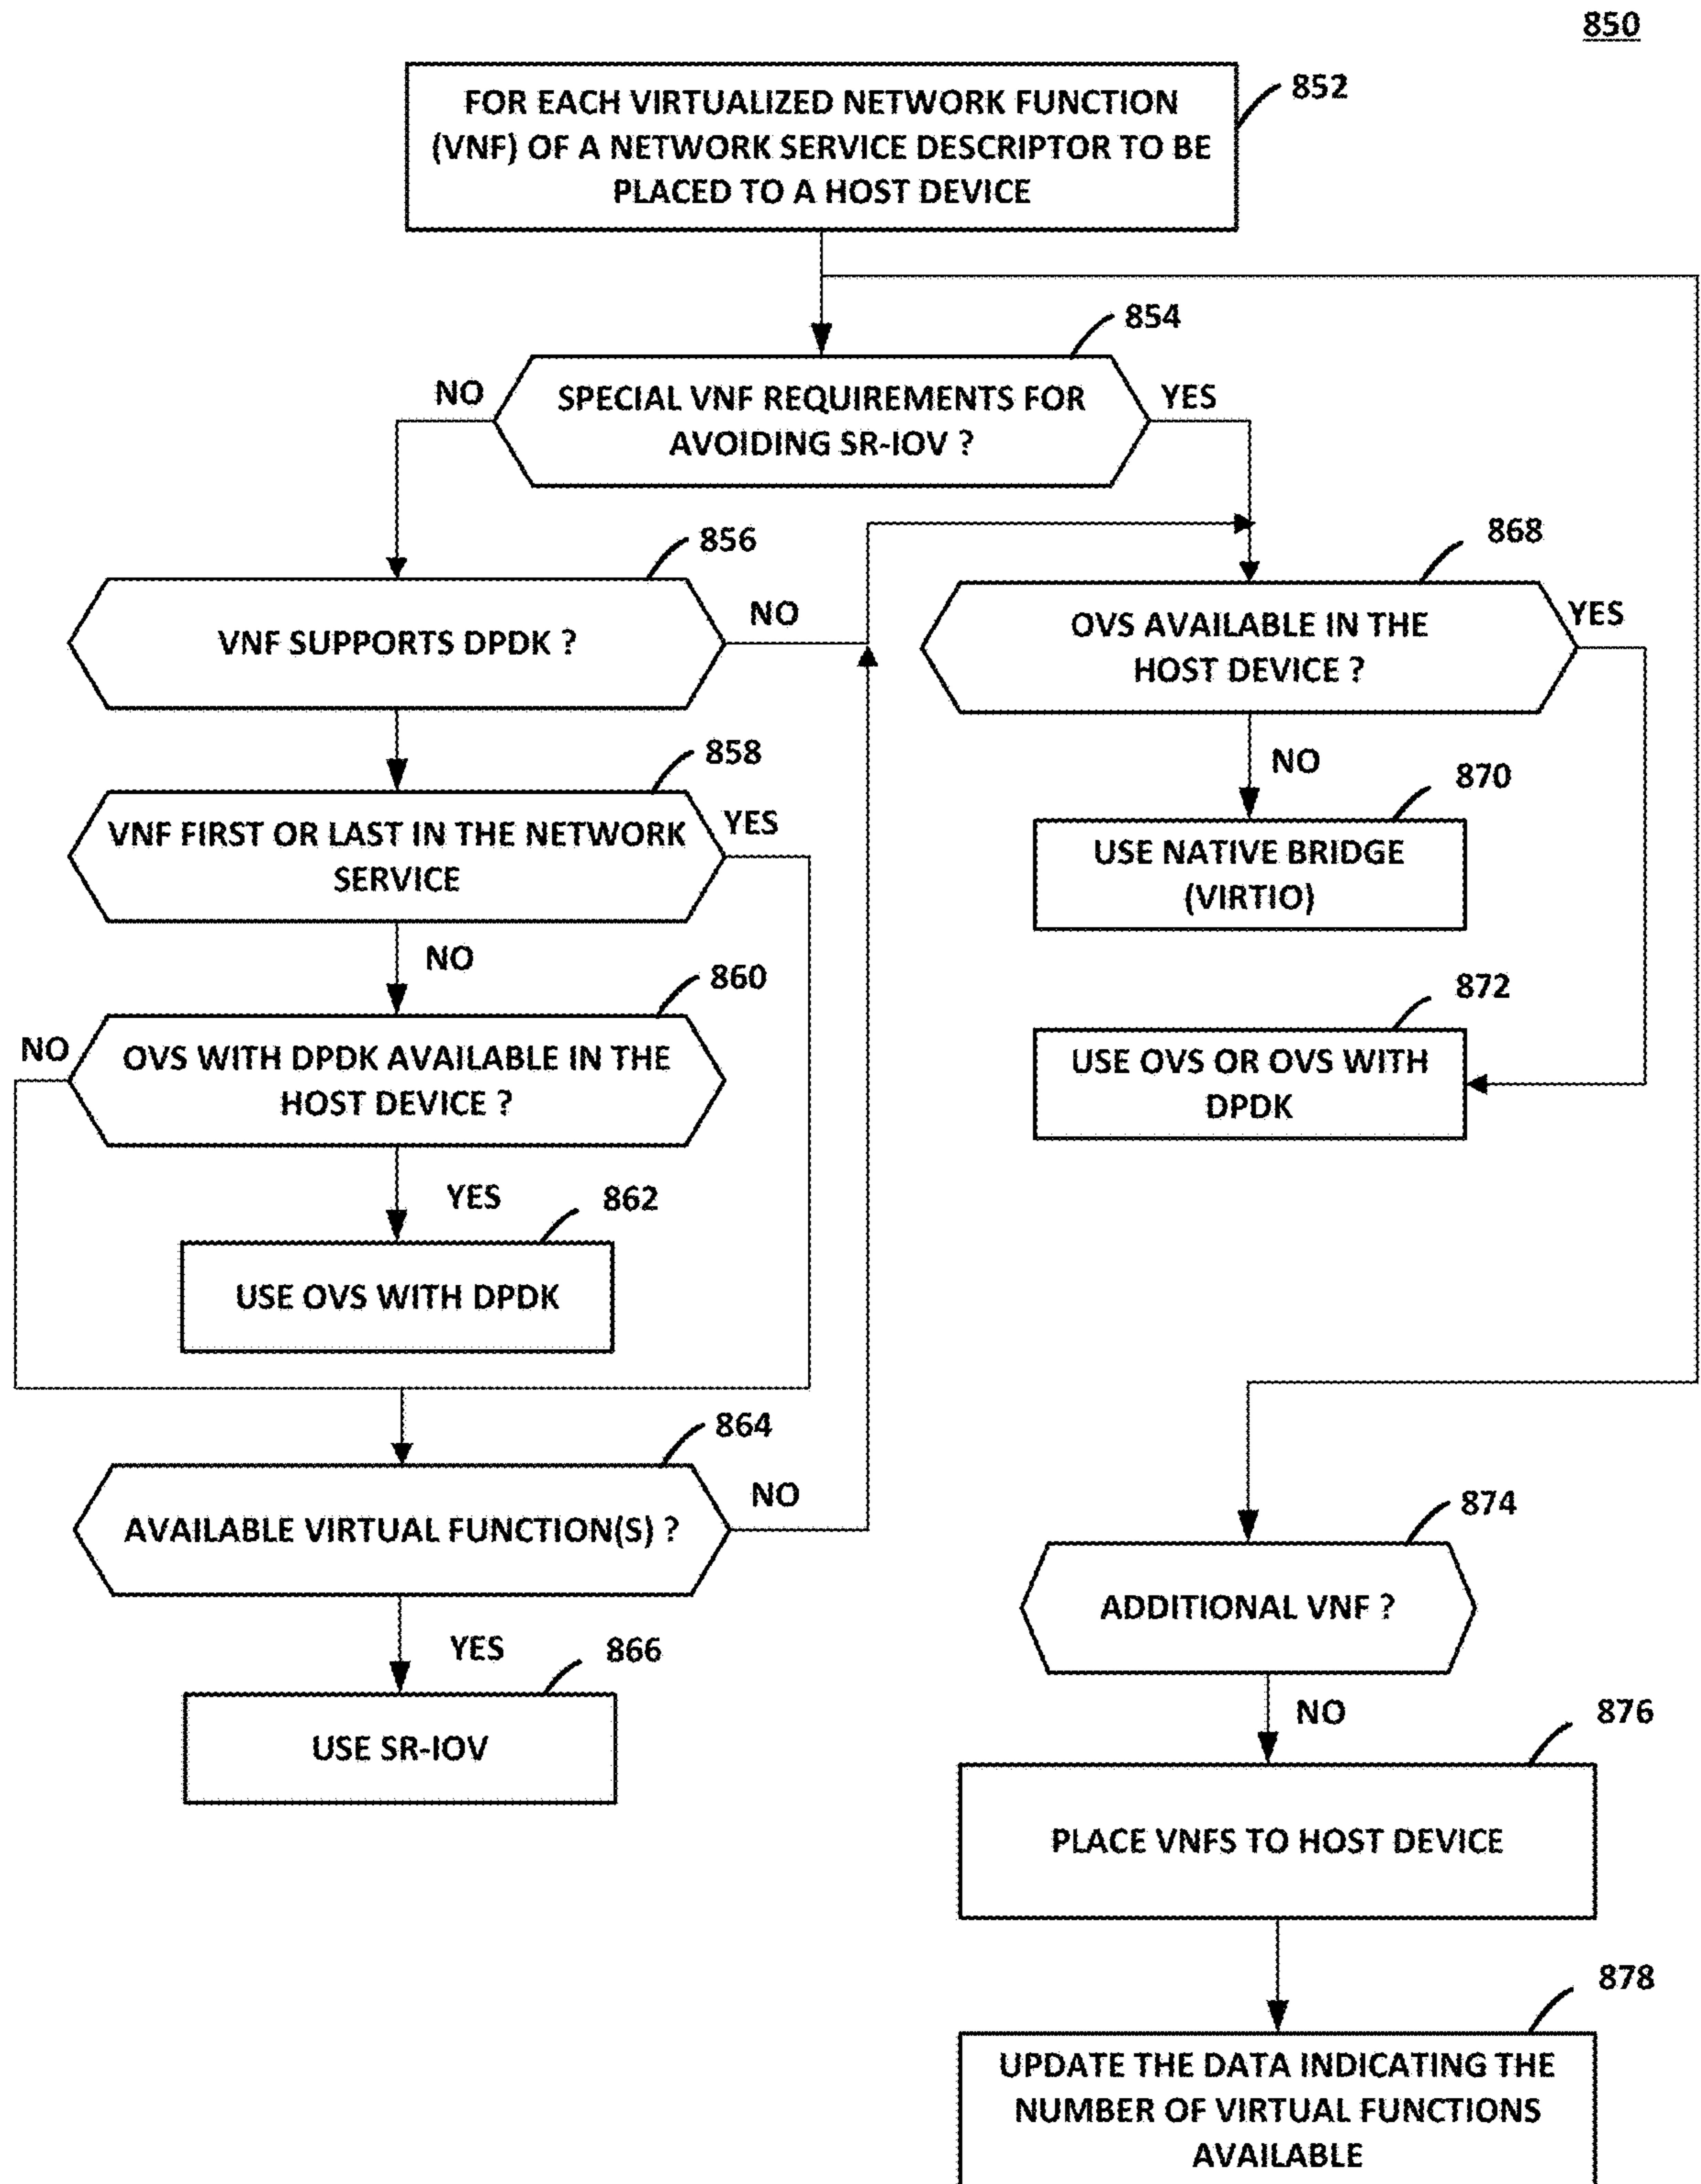 850
852
FOR EACH VIRTUALIZED NETWORK FUNCTION
(VNF) OF A NETWORK SERVICE DESCRIPTOR TO BE
PLACED TO A HOST DEVICE
854
NO
SPECIAL VNF REQUIREMENTS FOR
AVOIDING SR-IOV ?
YES
856
VNF SUPPORTS DPDK ?
NO
858
VNF FIRST OR LAST IN THE NETWORK
SERVICE
YES
NO
860
NO
OVS WITH DPDK AVAILABLE IN THE
HOST DEVICE ?
YES
862
USE OVS WITH DPDK
864
AVAILABLE VIRTUAL FUNCTION(S) ?
NO
YES
866
USE SR-IOV
868
OVS AVAILABLE IN THE
HOST DEVICE ?
YES
NO
870
USE NATIVE BRIDGE
(VIRTIO)
872
USE OVS OR OVS WITH
DPDK
874
ADDITIONAL VNF ?
NO
876
PLACE VNFS TO HOST DEVICE
878
UPDATE THE DATA INDICATING THE
NUMBER OF VIRTUAL FUNCTIONS
AVAILABLE